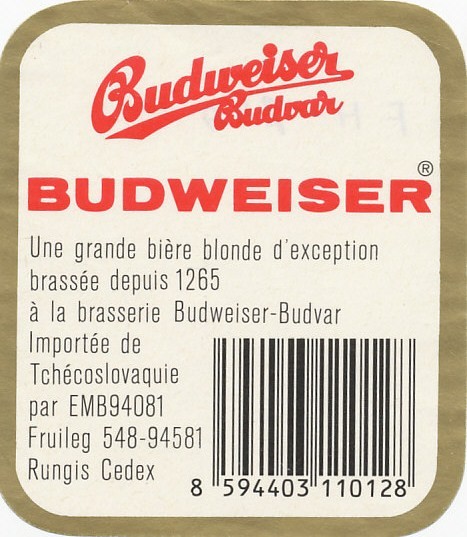 Budweiser
Budvar
BUDWEISER®
Une grande bière blonde d'exception
brassée depuis 1265
à la brasserie Budweiser-Budvar
Importée de
Tchécoslovaquie
par EMB94081
Fruileg 548-94581
Rungis Cedex
8 594403 110128